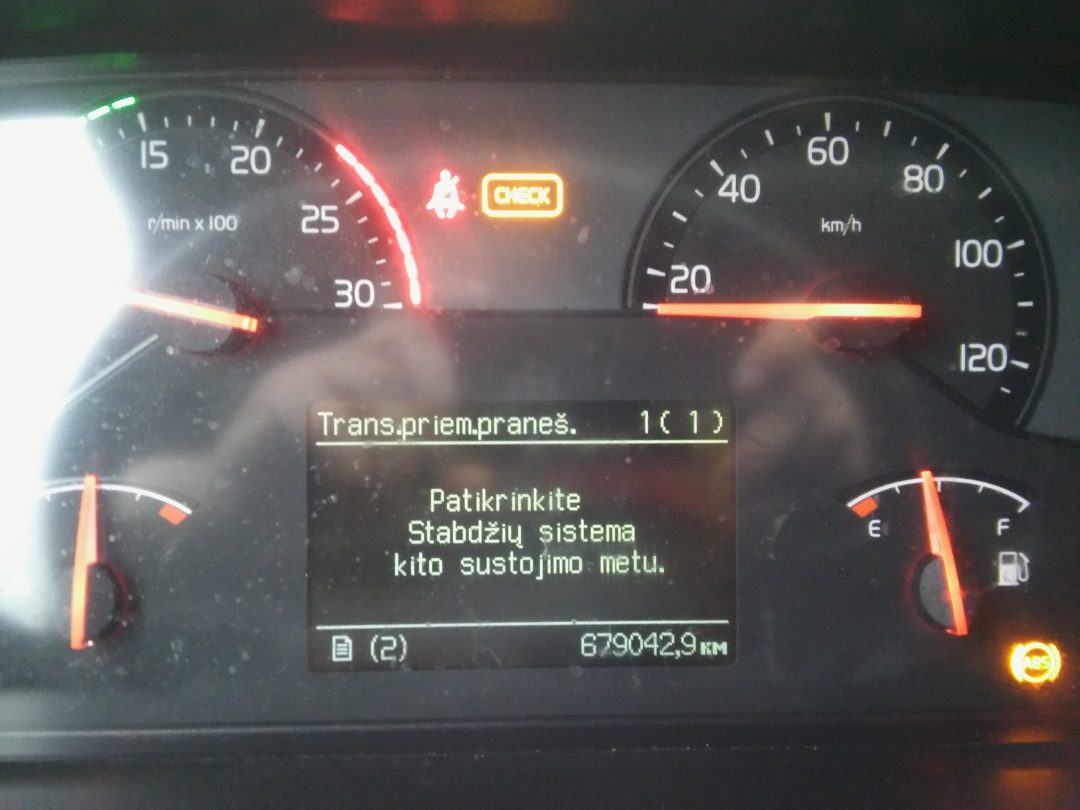 15
20
25
30
r/min x 100
CHECK
20
40
60
80
100
120
km/h
Trans.priem.praneš. 1( 1 )
Patikrinkite
Stabdžių sistema
kito sustojimo metu.
(2) 679042,9 км
E
F
ABS